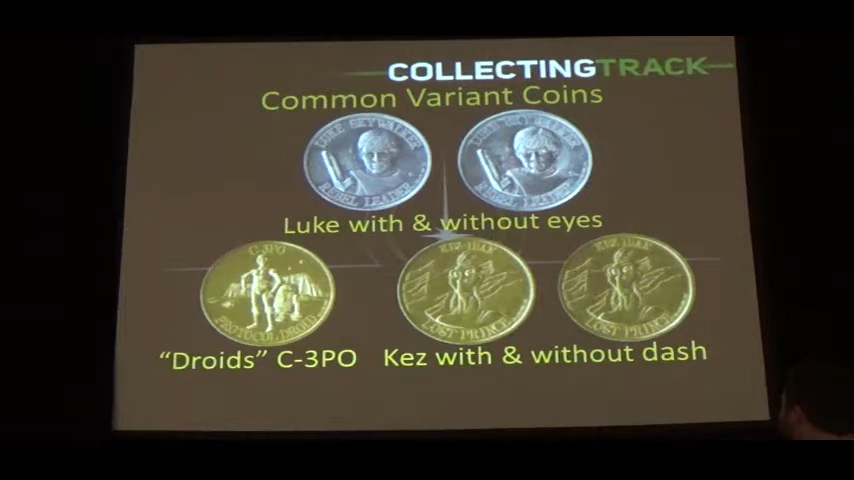 COLLECTINGTRACK
Common Variant Coins
LUKE SKYWALKER
LUKE SKYWALKER
REBEL LEADER
REBEL LEADER
Luke with & without eyes
C-3PO
KEZ IBAN
KEZ IBAN
PROTOCOL DROID
LOST PRINCE
LOST PRINCE
"Droids" C-3PO
Kez with & without dash